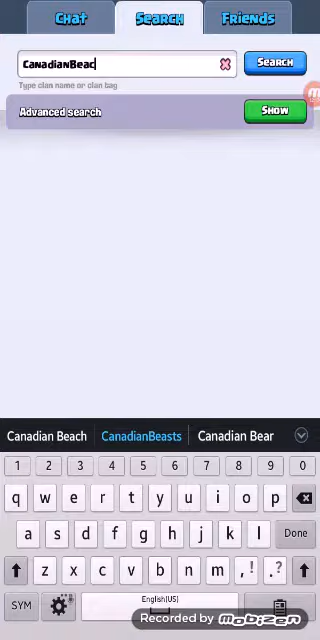 Chat Search Friends
CanadianBeac Search
Type clan name or clan tag
Advanced search Show
Canadian Beach CanadianBeasts Canadian Bear
1 2 3 4 5 6 7 8 9 0
q w e r t y u i o p
a s d f g h j k l Done
z x c v b n m ,! .?
SYM English(US)
Recorded by mobizen